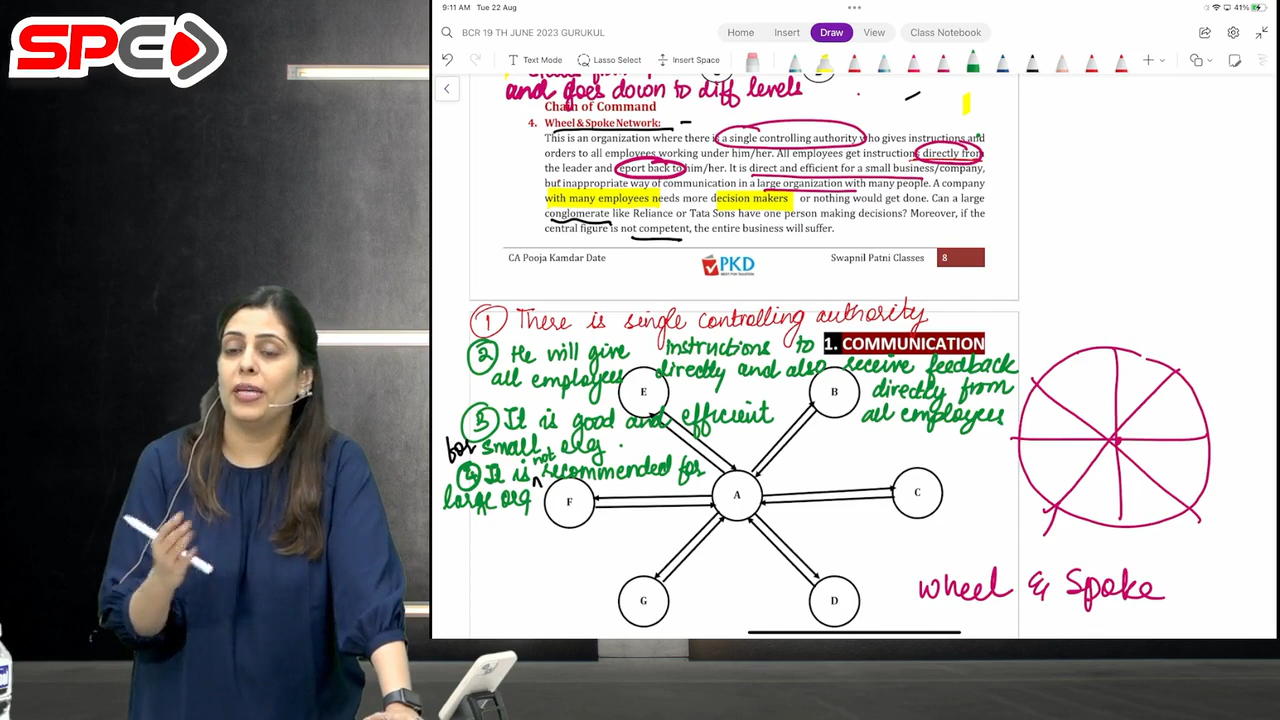 SPE
9:11 AM Tue 22 Aug
41%
BCR 19 TH JUNE 2023 GURUKUL
Home Insert Draw View Class Notebook
Text Mode Lasso Select Insert Space
and goes down to diff levels
Chain of Command
4. Wheel & Spoke Network:
This is an organization where there is a single controlling authority who gives instructions and
orders to all employees working under him/her. All employees get instructions directly from
the leader and report back to him/her. It is direct and efficient for a small business/company,
but inappropriate way of communication in a large organization with many people. A company
with many employees needs more decision makers or nothing would get done. Can a large
conglomerate like Reliance or Tata Sons have one person making decisions? Moreover, if the
central figure is not competent, the entire business will suffer.
CA Pooja Kamdar Date
PKD
Swapnil Patni Classes 8
① There is single controlling authority
1. COMMUNICATION
② He will give instructions to
all employees directly and also receive feedback
directly from
all employees
③ It is good and efficient
for small org.
④ It is not recommended for
large org
E
B
F
A
C
G
D
Wheel & Spoke